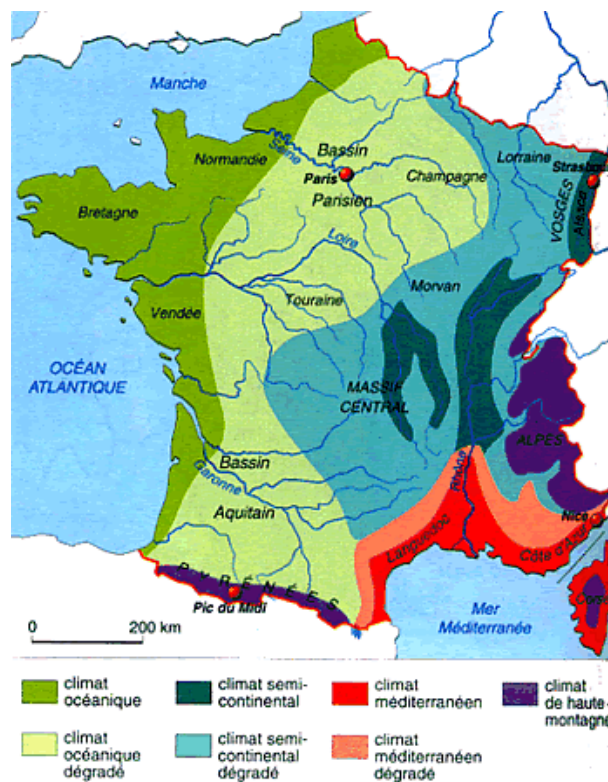 Manche
Normandie
Seine
Bassin
Paris
Parisien
Champagne
Lorraine
Strasbou
VOSGES
Alsace
Bretagne
Loire
Morvan
Touraine
Vendée
OCÉAN
ATLANTIQUE
MASSIF
CENTRAL
ALPES
Bassin
Garonne
Aquitain
Rhône
Languedoc
Nice
Côte d'Azur
PYRÉNÉES
Pic du Midi
Corse
Mer
Méditerranée
0 200 km
climat
océanique
climat semi-
continental
climat
méditerranéen
climat
de haute-
montagne
climat
océanique
dégradé
climat semi-
continental
dégradé
climat
méditerranéen
dégradé